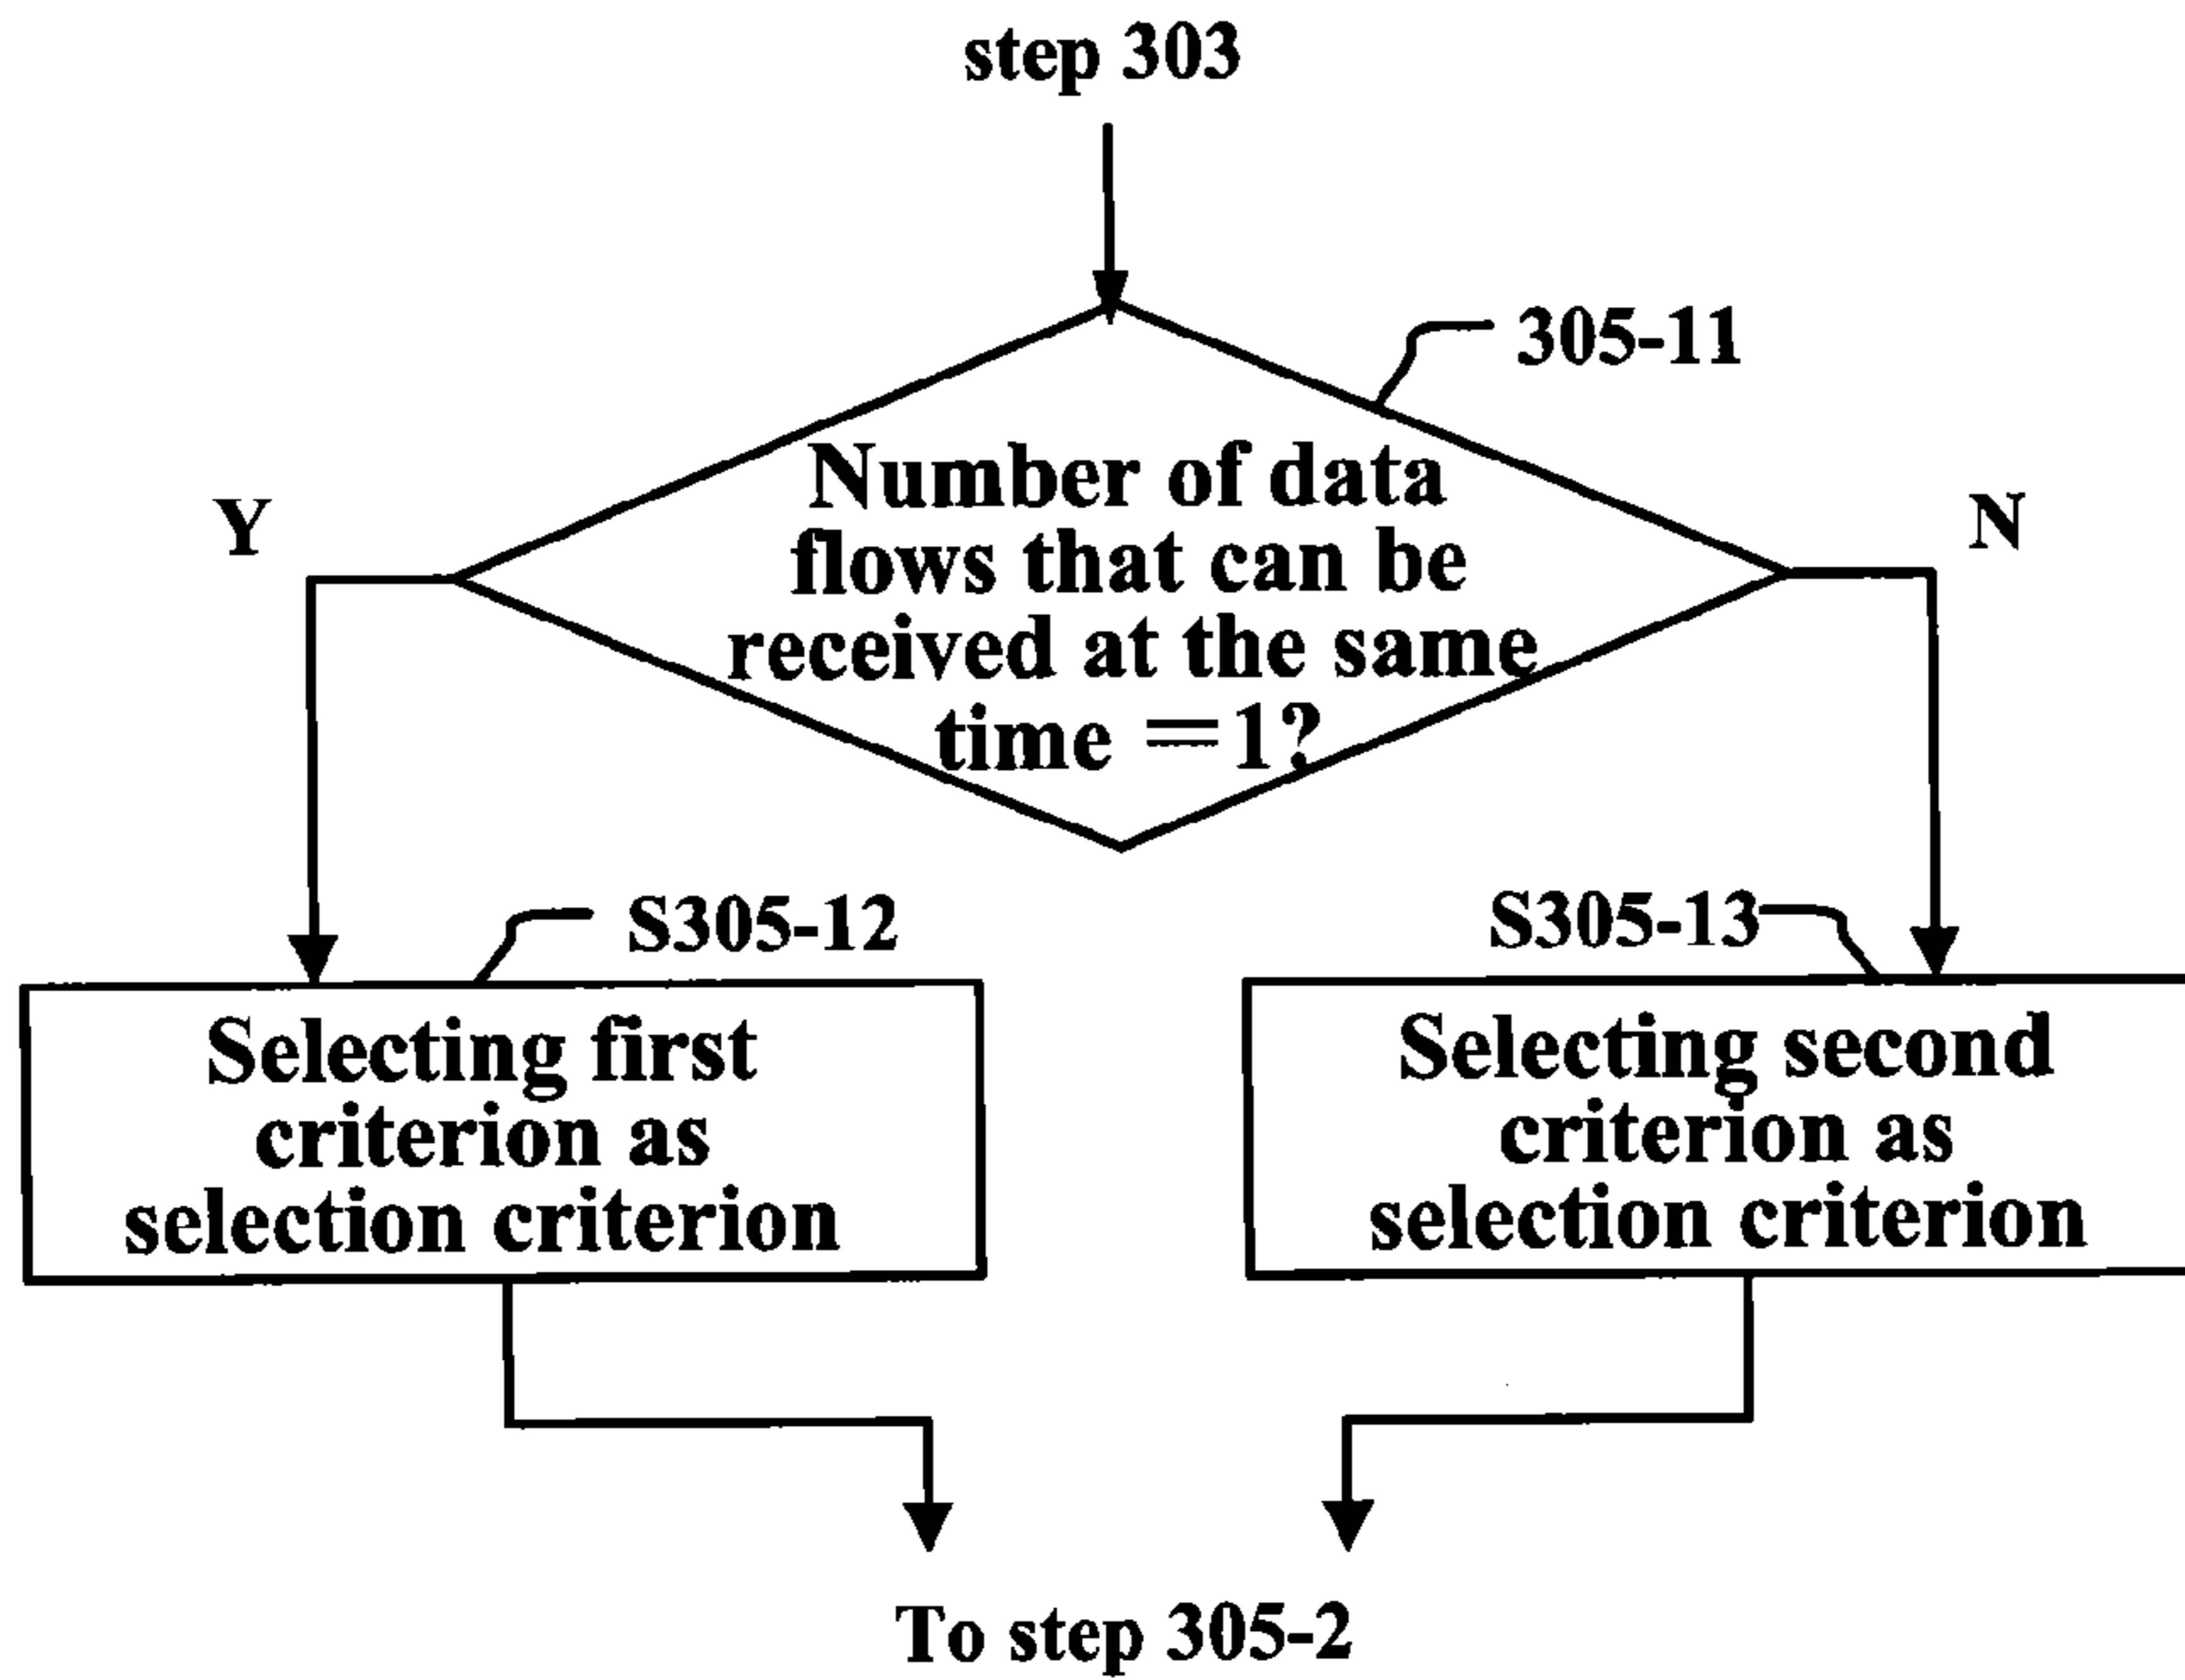 step 303
305-11
Number of data
flows that can be
received at the same
time =1?
Y
N
S305-12
S305-13
Selecting first
criterion as
selection criterion
Selecting second
criterion as
selection criterion
To step 305-2